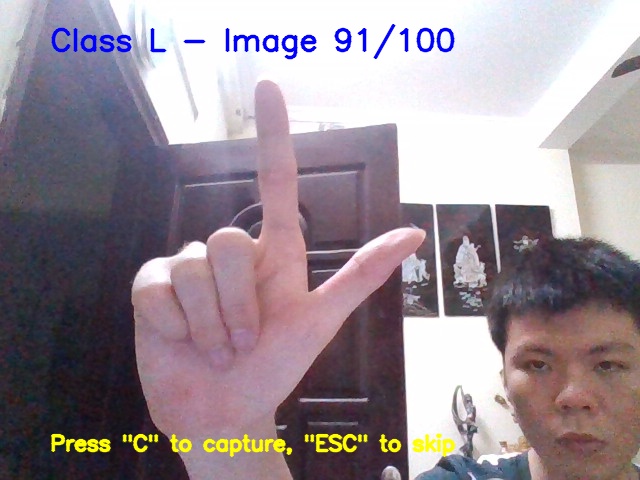 Class L - Image 91/100
Press "C" to capture, "ESC" to skip